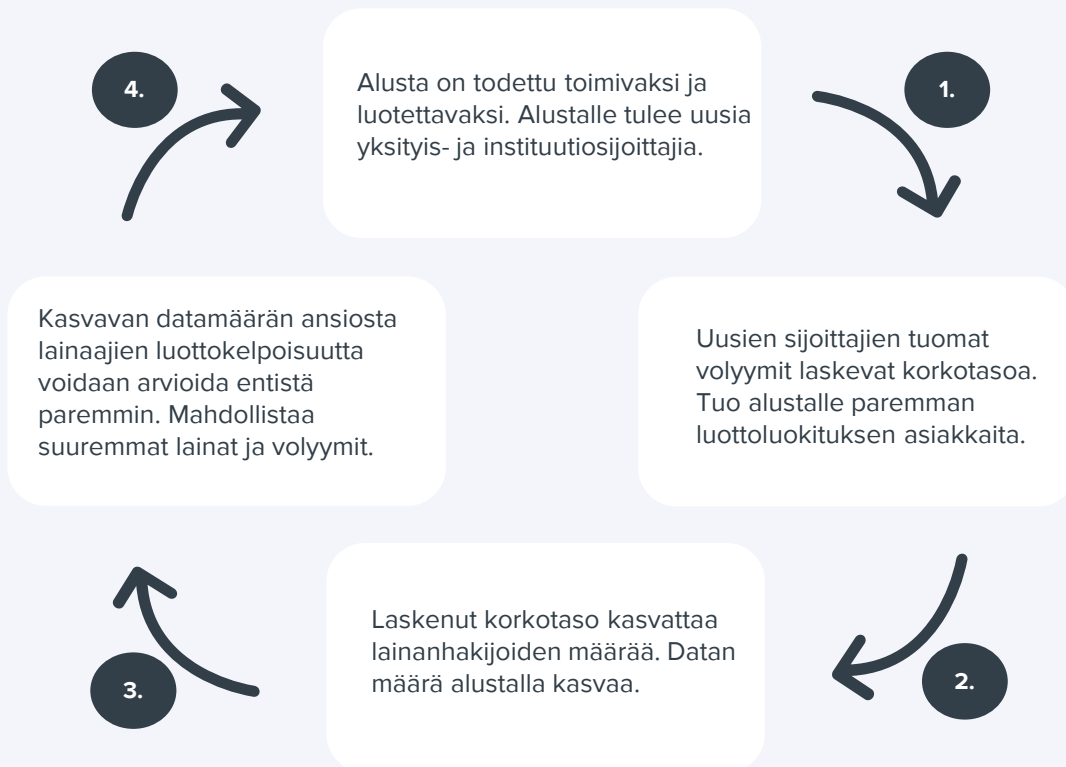 4.
Alusta on todettu toimivaksi ja
luotettavaksi. Alustalle tulee uusia
yksityis- ja instituutiosijoittajia.
1.
Kasvavan datamäärän ansiosta
lainaajien luottokelpoisuutta
voidaan arvioida entistä
paremmin. Mahdollistaa
suuremmat lainat ja volyymit.
Uusien sijoittajien tuomat
volyymit laskevat korkotasoa.
Tuo alustalle paremman
luottoluokituksen asiakkaita.
3.
Laskenut korkotaso kasvattaa
lainanhakijoiden määrää. Datan
määrä alustalla kasvaa.
2.